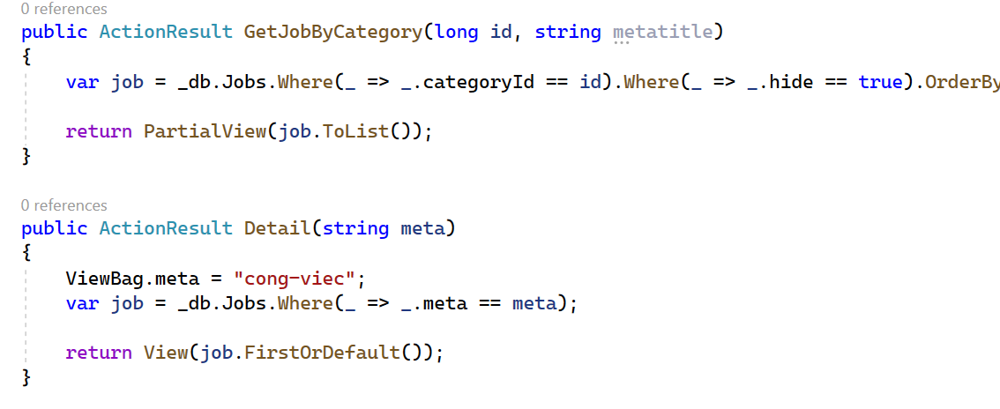 0 references
public ActionResult GetJobByCategory(long id, string metatitle)
{
var job = _db.Jobs.Where(_ => _.categoryId == id).Where(_ => _.hide == true).OrderBy
return PartialView(job.ToList());
}
0 references
public ActionResult Detail(string meta)
{
ViewBag.meta = "cong-viec";
var job = _db.Jobs.Where(_ => _.meta == meta);
return View(job.FirstOrDefault());
}